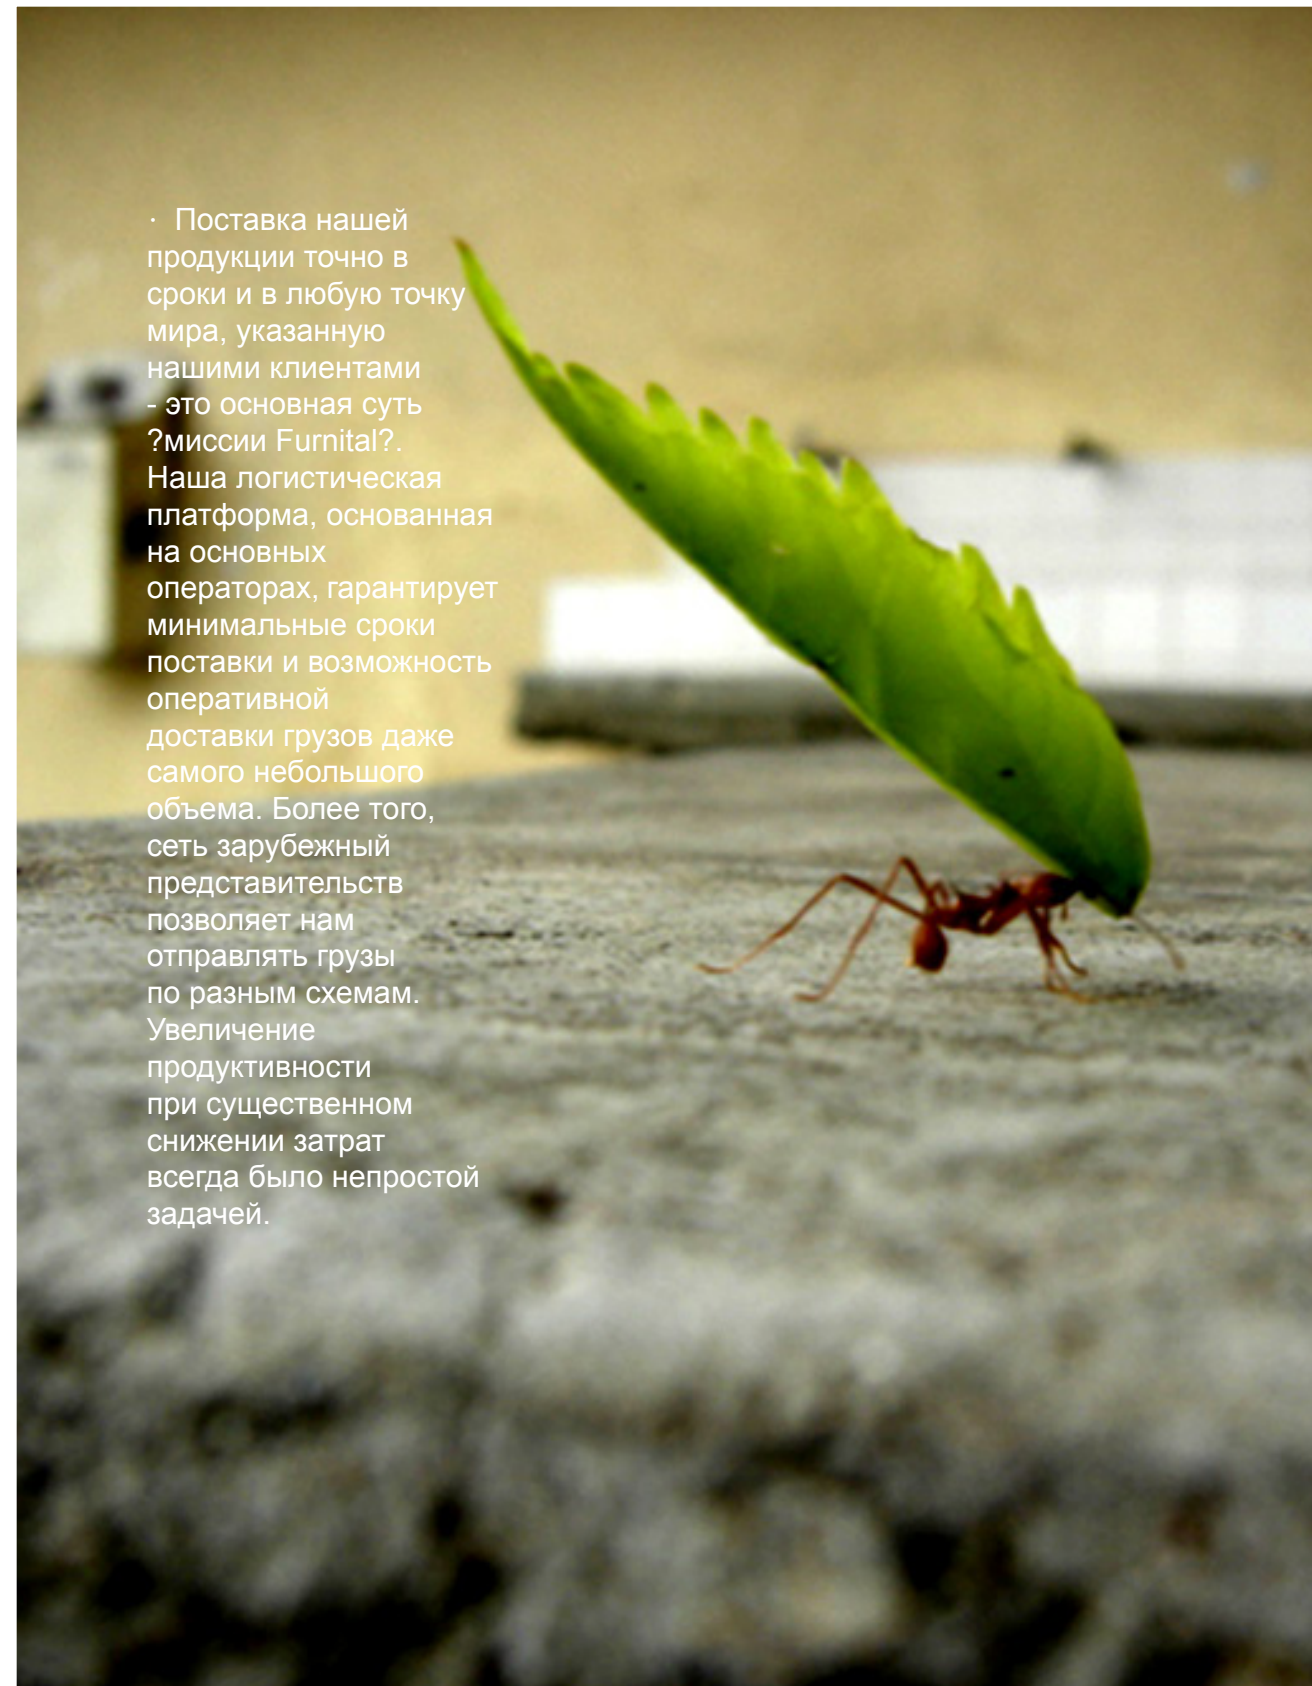 · Поставка нашей
продукции точно в
сроки и в любую точку
мира, указанную
нашими клиентами
- это основная суть
?миссии Furnital?.
Наша логистическая
платформа, основанная
на основных
операторах, гарантирует
минимальные сроки
поставки и возможность
оперативной
доставки грузов даже
самого небольшого
объема. Более того,
сеть зарубежный
представительств
позволяет нам
отправлять грузы
по разным схемам.
Увеличение
продуктивности
при существенном
снижении затрат
всегда было непростой
задачей.